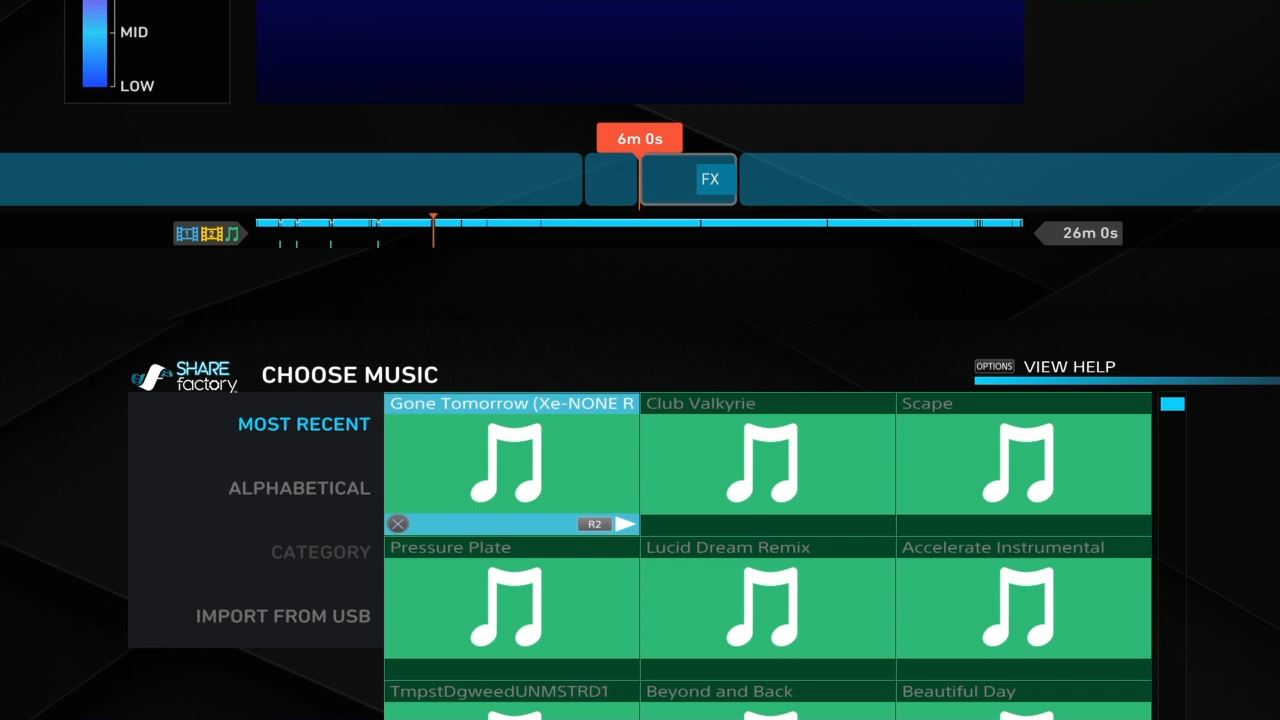 MID
LOW
6m 0s
FX
1 2
26m 0s
SHARE
factory
CHOOSE MUSIC
OPTIONS VIEW HELP
MOST RECENT
ALPHABETICAL
CATEGORY
IMPORT FROM USB
Gone Tomorrow (Xe-NONE R
Club Valkyrie
Scape
R2
Pressure Plate
Lucid Dream Remix
Accelerate Instrumental
TmpstDgweedUNMSTRD1
Beyond and Back
Beautiful Day